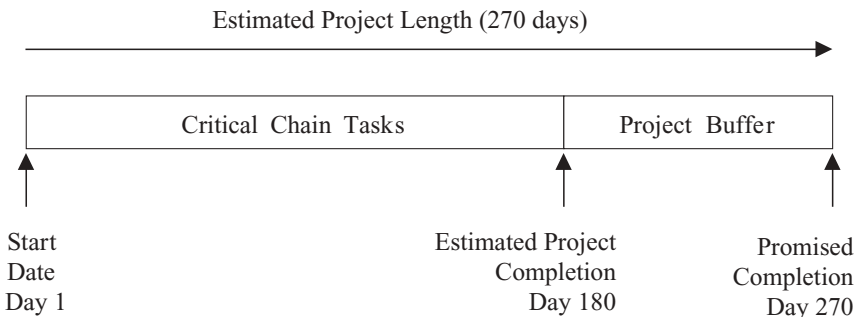 Estimated Project Length (270 days)
Critical Chain Tasks
Project Buffer
Start
Date
Day 1
Estimated Project
Completion
Day 180
Promised
Completion
Day 270